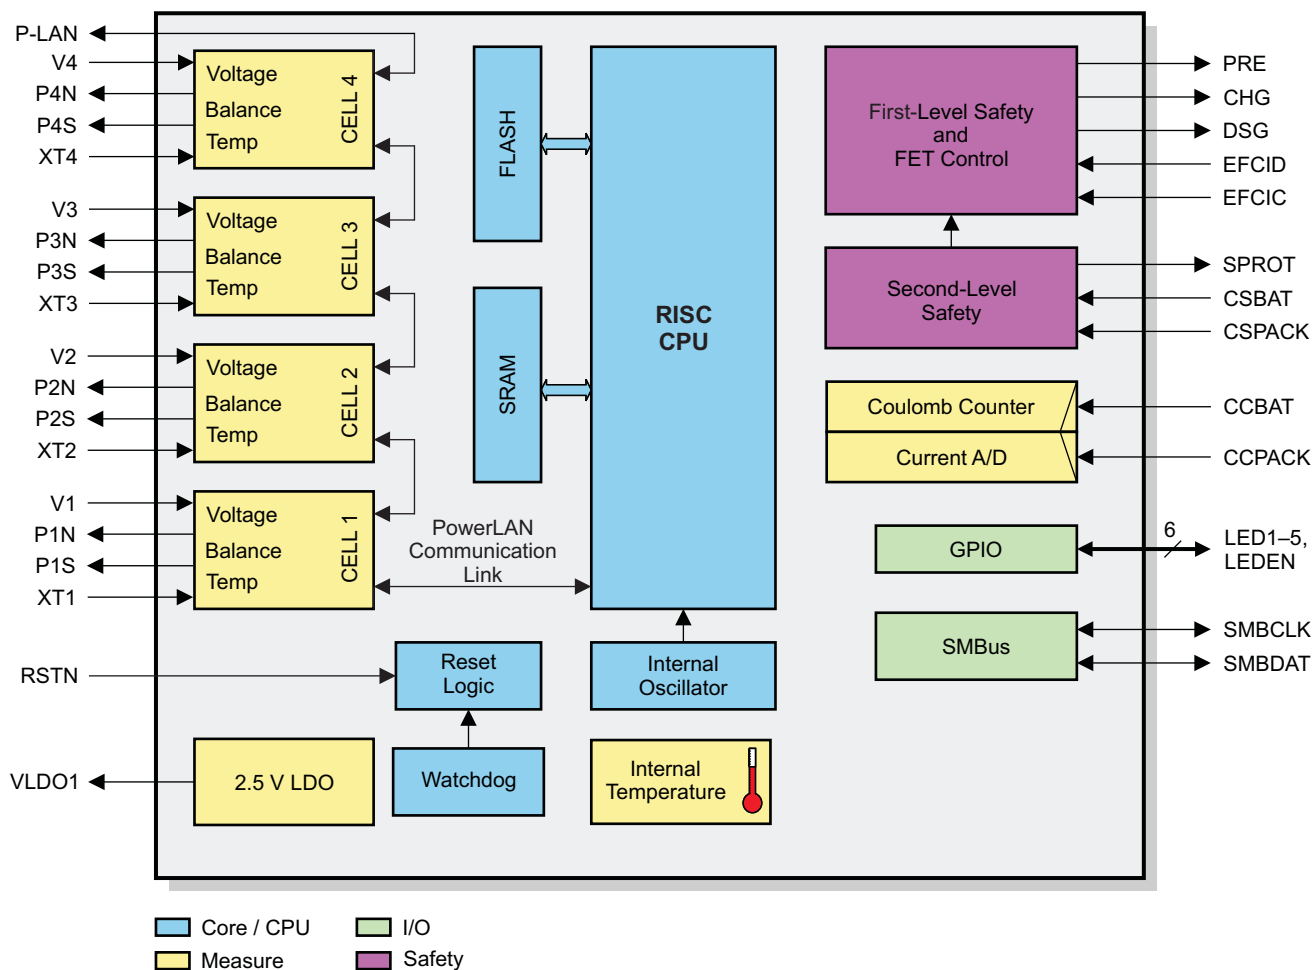 P-LAN
V4
P4N
P4S
XT4
Voltage
Balance
Temp
CELL 4
V3
P3N
P3S
XT3
Voltage
Balance
Temp
CELL 3
V2
P2N
P2S
XT2
Voltage
Balance
Temp
CELL 2
V1
P1N
P1S
XT1
Voltage
Balance
Temp
CELL 1
RSTN
VLDO1
2.5 V LDO
FLASH
SRAM
PowerLAN
Communication
Link
Reset
Logic
Watchdog
RISC
CPU
Internal
Oscillator
Internal
Temperature
First-Level Safety
and
FET Control
Second-Level
Safety
Coulomb Counter
Current A/D
GPIO
SMBus
PRE
CHG
DSG
EFCID
EFCIC
SPROT
CSBAT
CSPACK
CCBAT
CCPACK
6
LED1–5,
LEDEN
SMBCLK
SMBDAT
Core / CPU
I/O
Measure
Safety